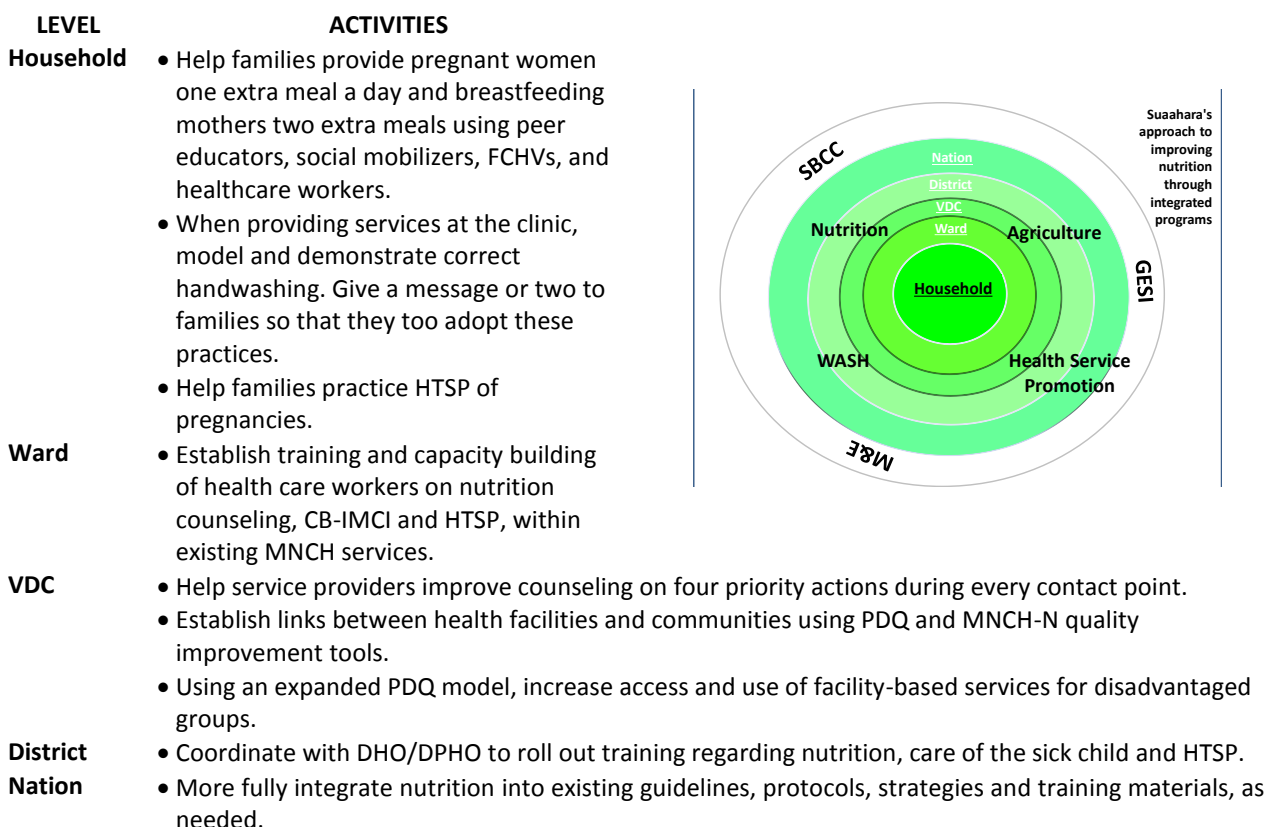 LEVEL ACTIVITIES
Household • Help families provide pregnant women
one extra meal a day and breastfeeding
mothers two extra meals using peer
educators, social mobilizers, FCHVs, and
healthcare workers.
• When providing services at the clinic,
model and demonstrate correct
handwashing. Give a message or two to
families so that they too adopt these
practices.
• Help families practice HTSP of
pregnancies.
Ward • Establish training and capacity building
of health care workers on nutrition
counseling, CB-IMCI and HTSP, within
existing MNCH services.
Suaahara's
approach to
improving
nutrition
through
integrated
programs
SBCC
Nation
District
VDC
Nutrition Ward Agriculture
GESI
Household
WASH Health Service
Promotion
M&E
VDC • Help service providers improve counseling on four priority actions during every contact point.
• Establish links between health facilities and communities using PDQ and MNCH-N quality
improvement tools.
• Using an expanded PDQ model, increase access and use of facility-based services for disadvantaged
groups.
District • Coordinate with DHO/DPHO to roll out training regarding nutrition, care of the sick child and HTSP.
Nation • More fully integrate nutrition into existing guidelines, protocols, strategies and training materials, as
needed.